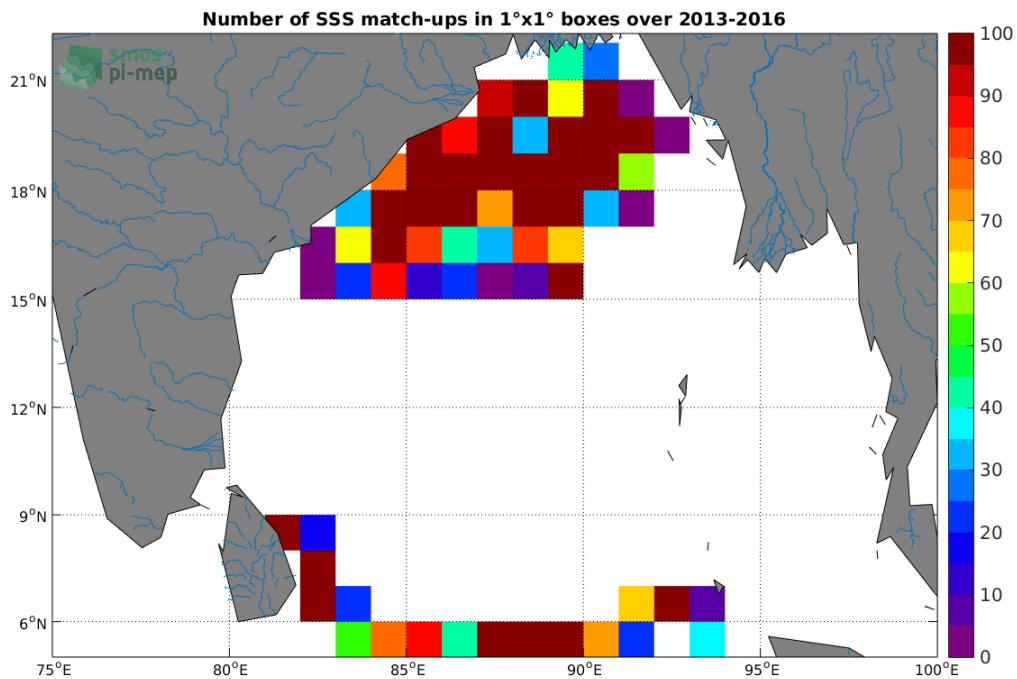 Number of SSS match-ups in 1°x1° boxes over 2013-2016
smos
pi-mep
21°N
18°N
15°N
12°N
9°N
6°N
75°E
80°E
85°E
90°E
95°E
100°E
100
90
80
70
60
50
40
30
20
10
0